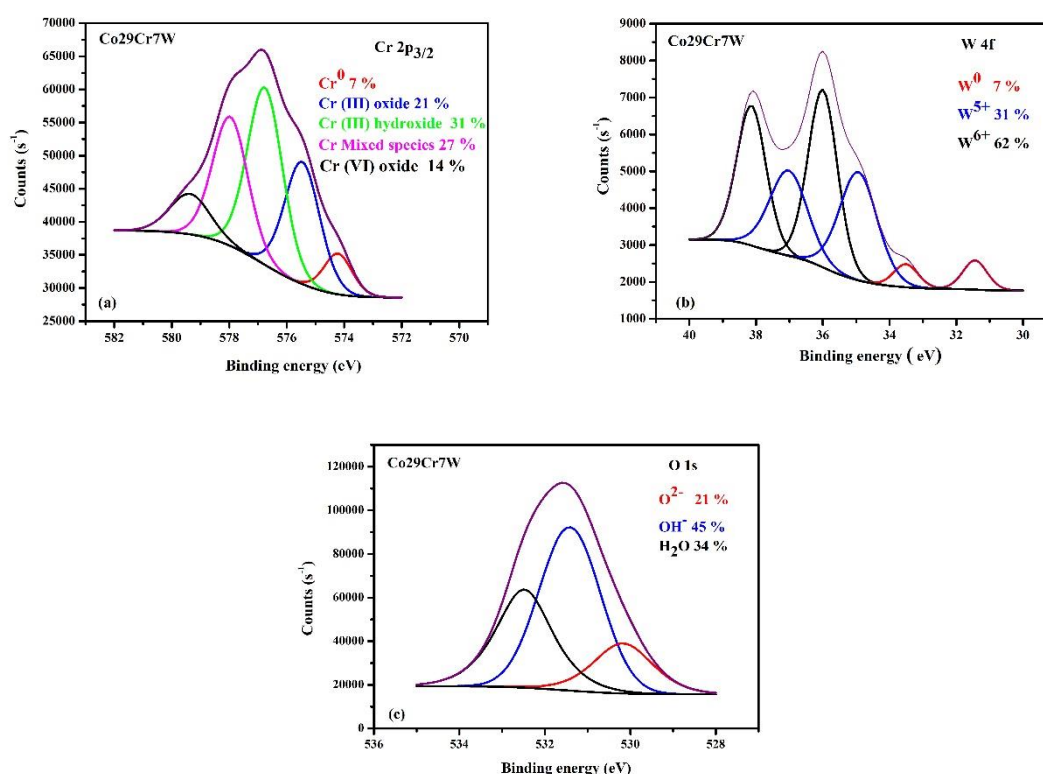 Co29Cr7W
Cr 2p3/2
Cr0 7 %
Cr (III) oxide 21 %
Cr (III) hydroxide 31 %
Cr Mixed species 27 %
Cr (VI) oxide 14 %
Counts (s-1)
70000
65000
60000
55000
50000
45000
40000
35000
30000
25000
(a)
582 580 578 576 574 572 570
Binding energy (eV)
Co29Cr7W
W 4f
W0 7 %
W5+ 31 %
W6+ 62 %
Counts (s-1)
9000
8000
7000
6000
5000
4000
3000
2000
1000
(b)
40 38 36 34 32 30
Binding energy ( eV)
Co29Cr7W
O 1s
O2- 21 %
OH- 45 %
H2O 34 %
Counts (s-1)
120000
100000
80000
60000
40000
20000
0
(c)
536 534 532 530 528
Binding energy (eV)